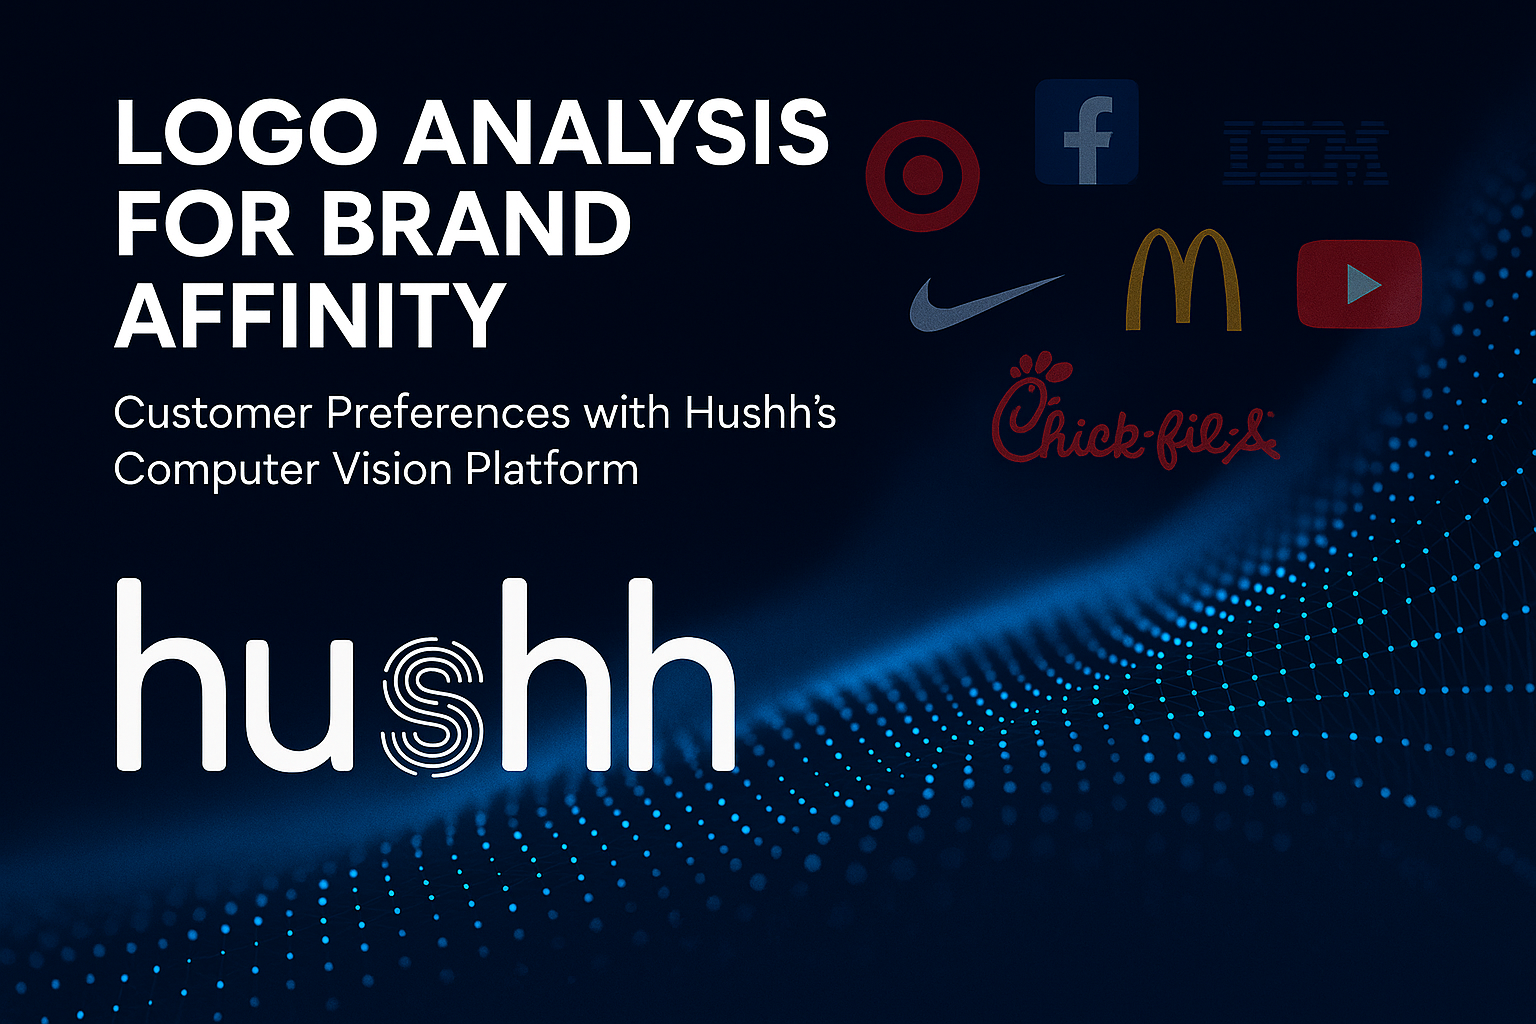 LOGO ANALYSIS
FOR BRAND
AFFINITY
Customer Preferences with Hushh’s
Computer Vision Platform
hushh
f
IBM
Chick-fil-A